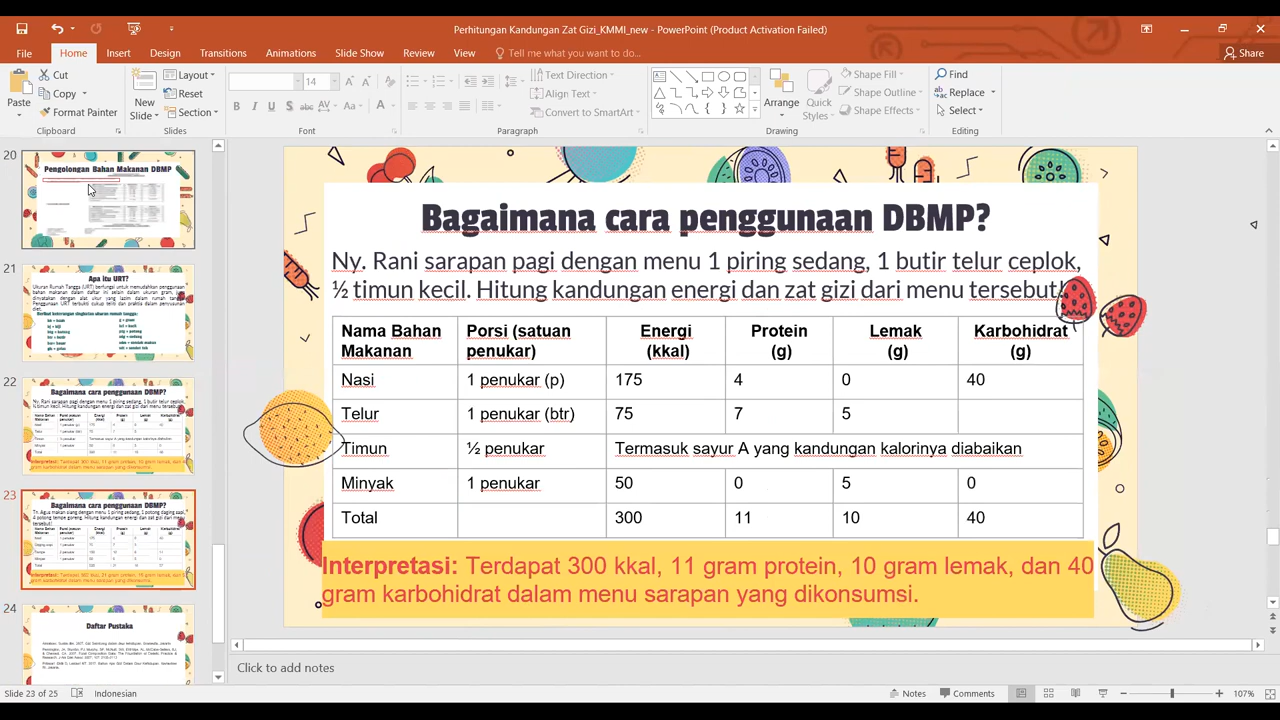 Perhitungan Kandungan Zat Gizi_KMMI_new - PowerPoint (Product Activation Failed)
File Home Insert Design Transitions Animations Slide Show Review View Tell me what you want to do... Share
Paste Cut Copy Format Painter Clipboard
New Slide Layout Reset Section Slides
14 Font
Text Direction Align Text Convert to SmartArt Paragraph
Arrange Quick Styles Shape Fill Shape Outline Shape Effects Drawing
Find Replace Select Editing
20
Pengolongan Bahan Makanan DBMP
21
Apa itu URT?
22
Bagaimana cara penggunaan DBMP?
23
Bagaimana cara penggunaan DBMP?
24
Daftar Pustaka
Bagaimana cara penggunaan DBMP?
Ny. Rani sarapan pagi dengan menu 1 piring sedang, 1 butir telur ceplok,
½ timun kecil. Hitung kandungan energi dan zat gizi dari menu tersebut!
Nama Bahan Makanan Porsi (satuan penukar) Energi (kkal) Protein (g) Lemak (g) Karbohidrat (g)
Nasi 1 penukar (p) 175 4 0 40
Telur 1 penukar (btr) 75 7 5
Timun ½ penukar Termasuk sayur A yang kandungan kalorinya diabaikan
Minyak 1 penukar 50 0 5 0
Total 300 11 10 40
Interpretasi: Terdapat 300 kkal, 11 gram protein, 10 gram lemak, dan 40
gram karbohidrat dalam menu sarapan yang dikonsumsi.
Click to add notes
Slide 23 of 25 Indonesian Notes Comments 107%